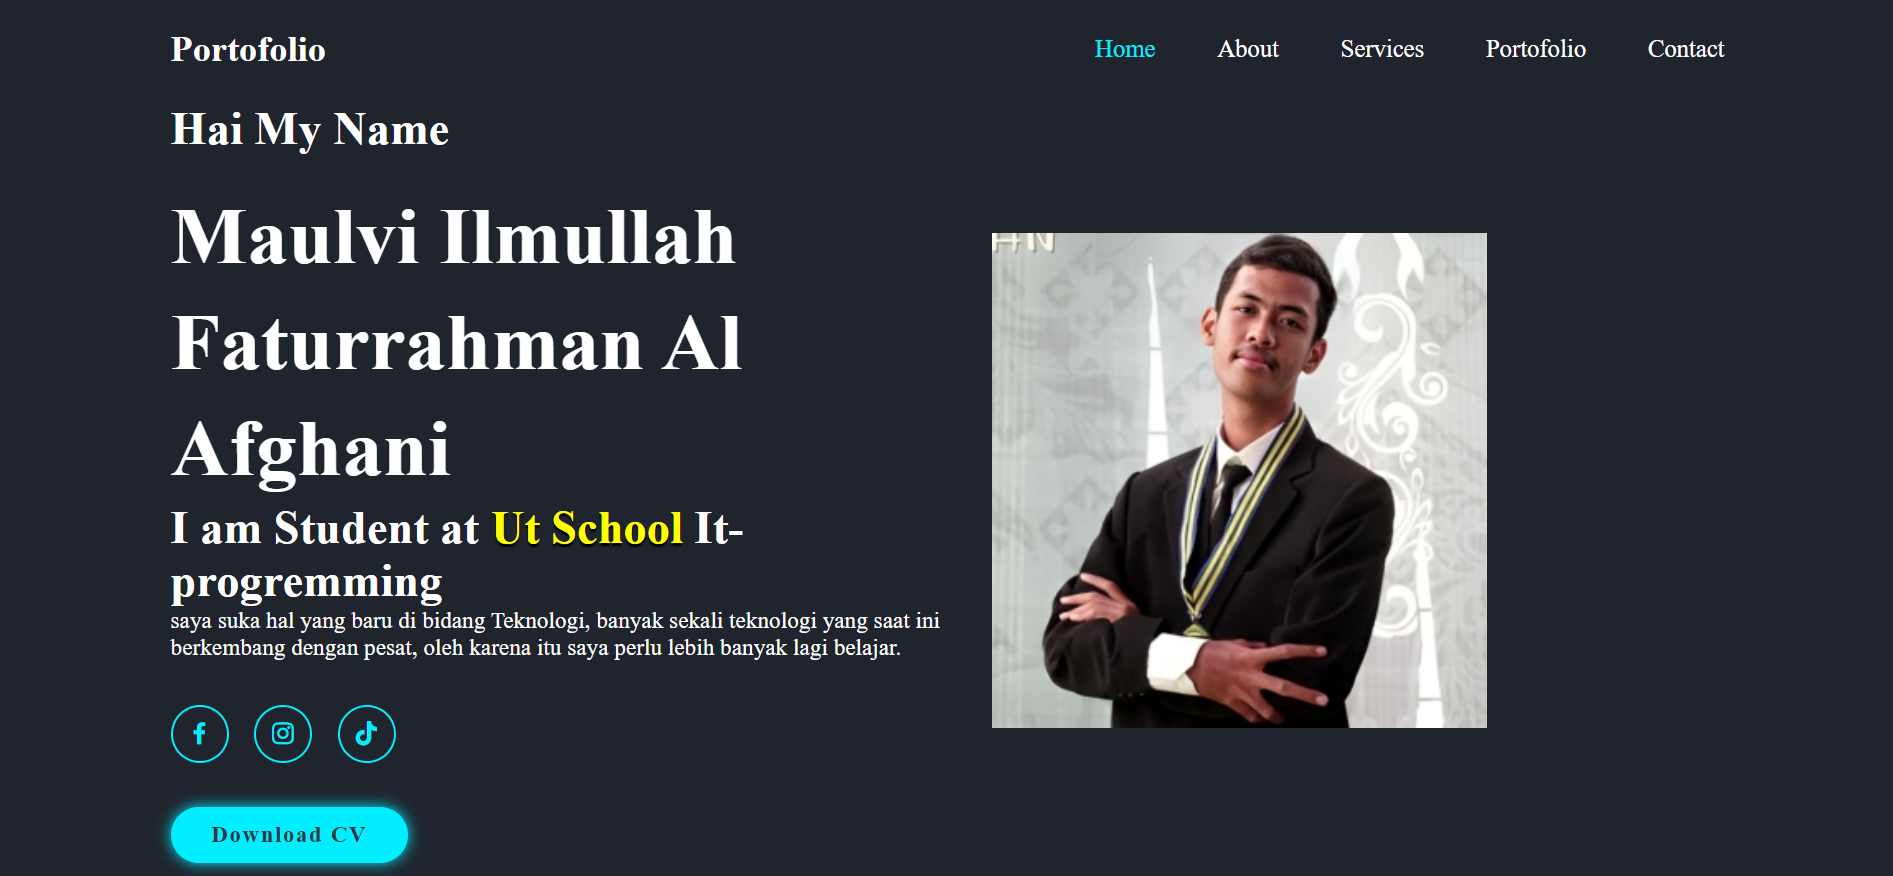 Portofolio
Home About Services Portofolio Contact
Hai My Name
Maulvi Ilmullah
Faturrahman Al
Afghani
I am Student at Ut School It-
progremming
saya suka hal yang baru di bidang Teknologi, banyak sekali teknologi yang saat ini
berkembang dengan pesat, oleh karena itu saya perlu lebih banyak lagi belajar.
Download CV